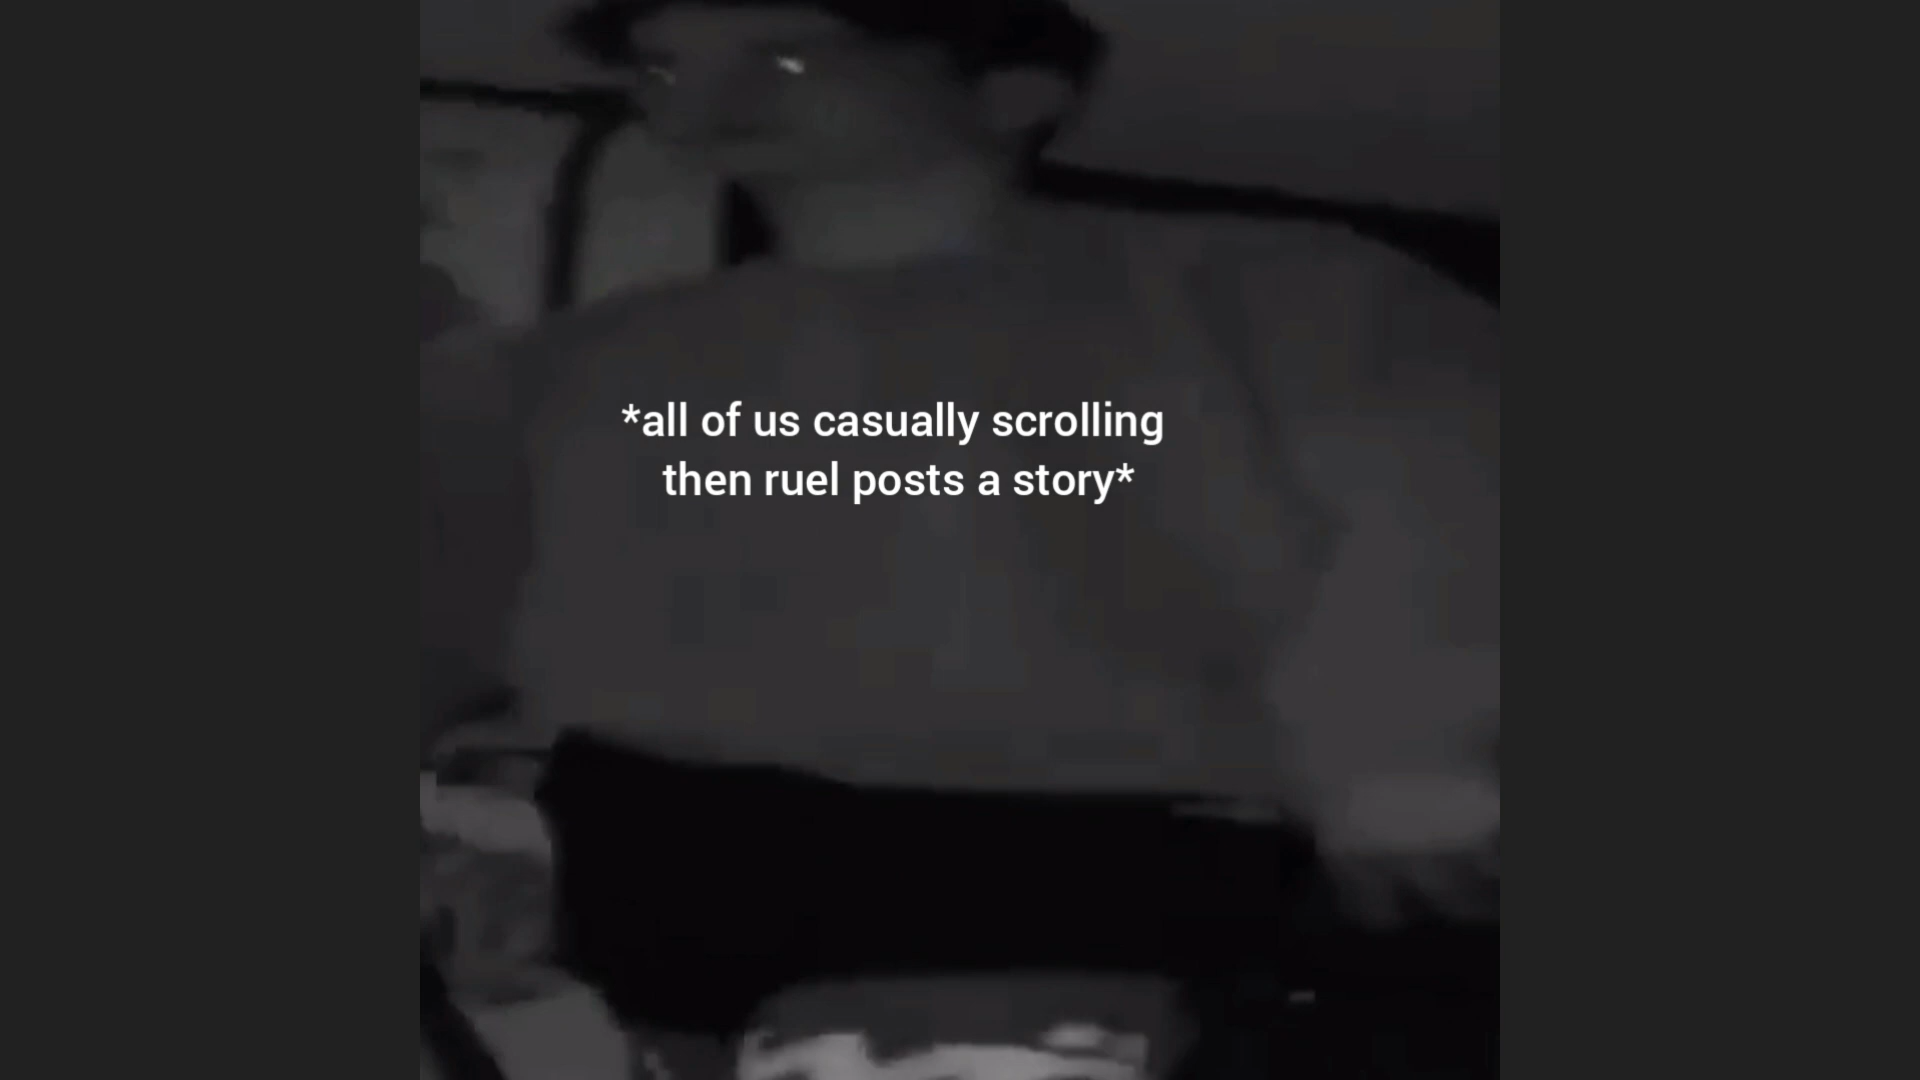 *all of us casually scrolling
then ruel posts a story*